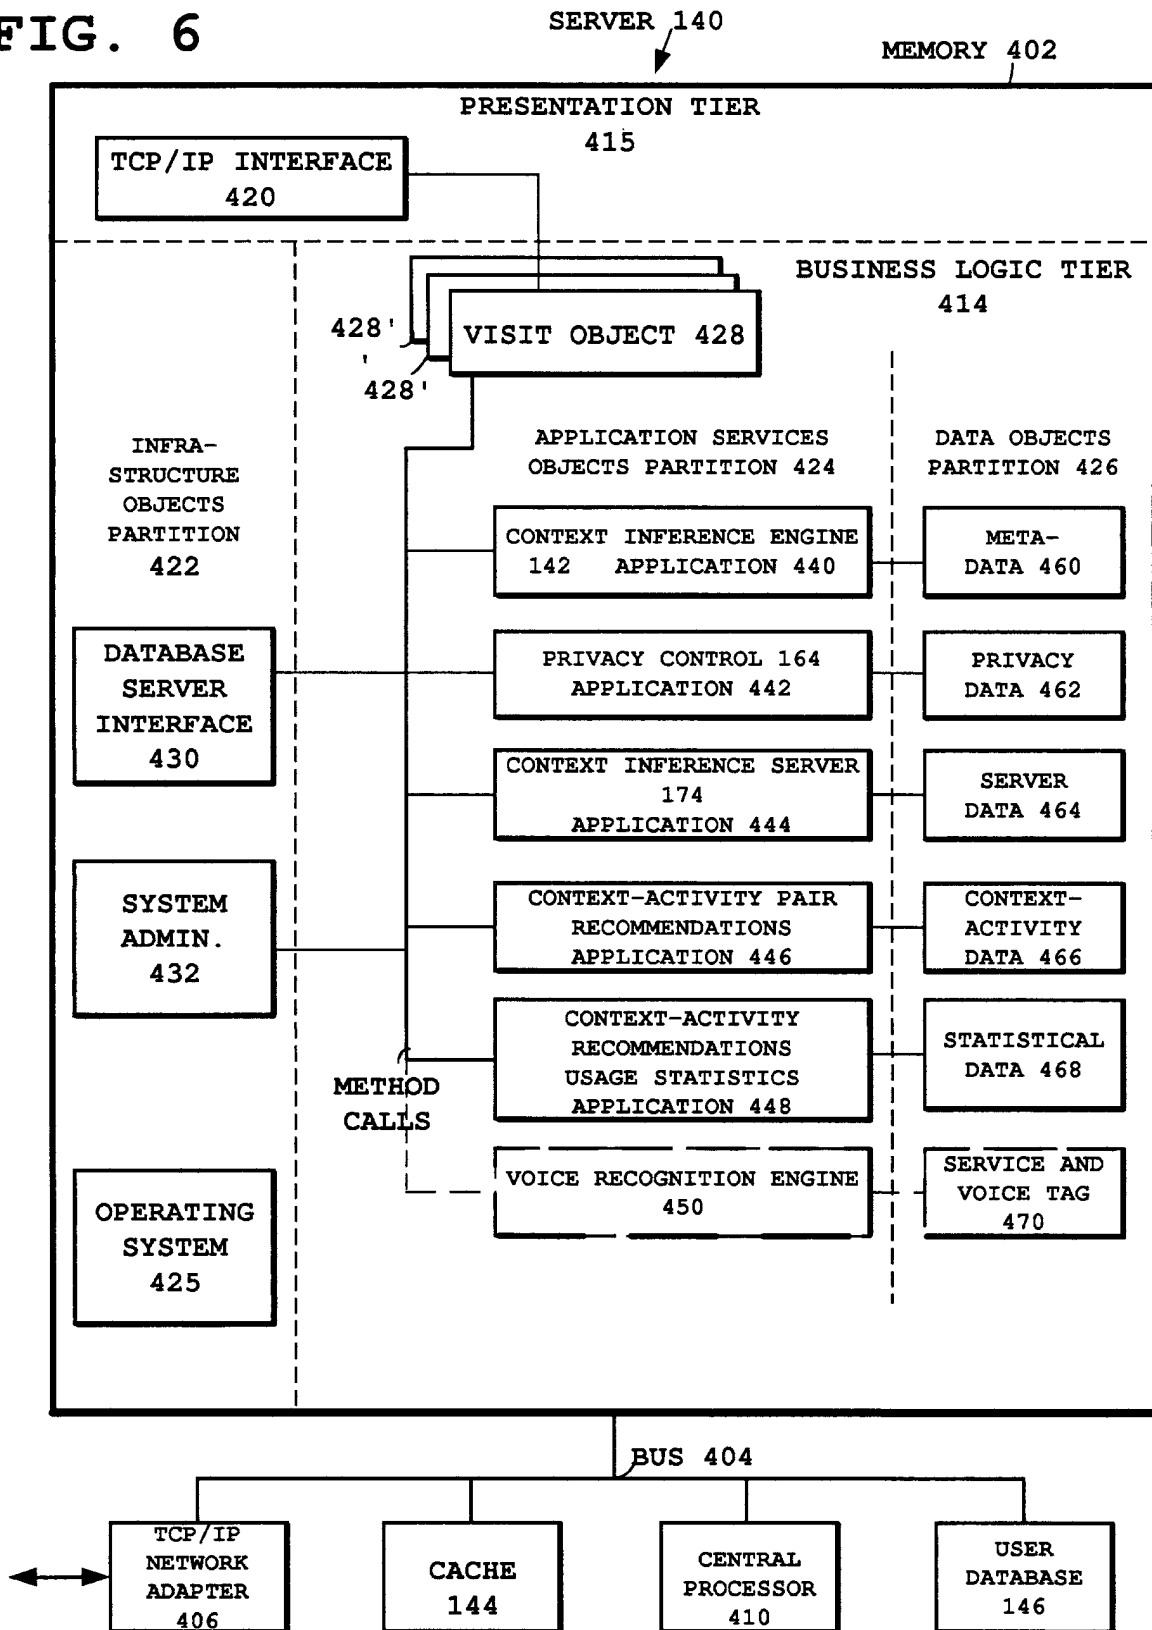 FIG. 6
SERVER 140
MEMORY 402
PRESENTATION TIER
415
TCP/IP INTERFACE
420
BUSINESS LOGIC TIER
414
428'
'
428'
VISIT OBJECT 428
INFRA-
STRUCTURE
OBJECTS
PARTITION
422
APPLICATION SERVICES
OBJECTS PARTITION 424
DATA OBJECTS
PARTITION 426
CONTEXT INFERENCE ENGINE
142 APPLICATION 440
META-
DATA 460
DATABASE
SERVER
INTERFACE
430
PRIVACY CONTROL 164
APPLICATION 442
PRIVACY
DATA 462
CONTEXT INFERENCE SERVER
174
APPLICATION 444
SERVER
DATA 464
SYSTEM
ADMIN.
432
CONTEXT-ACTIVITY PAIR
RECOMMENDATIONS
APPLICATION 446
CONTEXT-
ACTIVITY
DATA 466
CONTEXT-ACTIVITY
RECOMMENDATIONS
USAGE STATISTICS
APPLICATION 448
STATISTICAL
DATA 468
METHOD
CALLS
VOICE RECOGNITION ENGINE
450
SERVICE AND
VOICE TAG
470
OPERATING
SYSTEM
425
BUS 404
TCP/IP
NETWORK
ADAPTER
406
CACHE
144
CENTRAL
PROCESSOR
410
USER
DATABASE
146